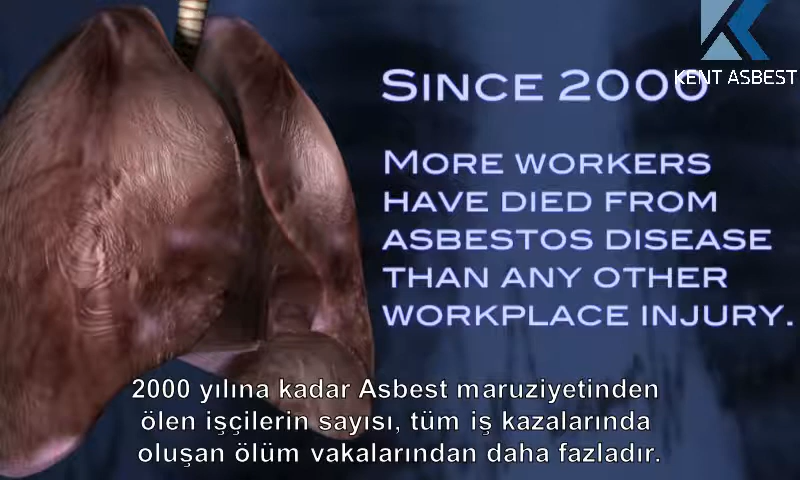 KENT ASBEST
SINCE 2000
MORE WORKERS
HAVE DIED FROM
ASBESTOS DISEASE
THAN ANY OTHER
WORKPLACE INJURY.
2000 yılına kadar Asbest maruziyetinden
ölen işçilerin sayısı, tüm iş kazalarında
oluşan ölüm vakalarından daha fazladır.